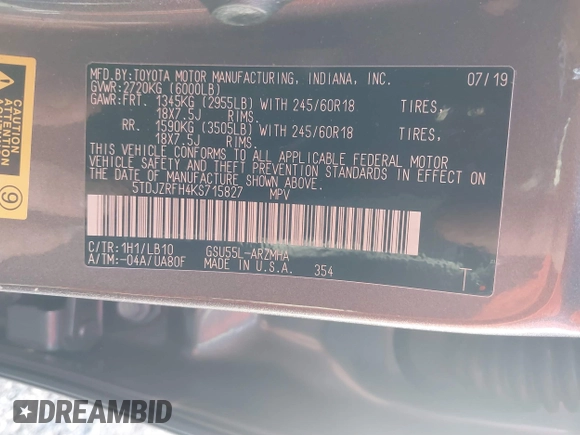 MFD.BY:TOYOTA MOTOR MANUFACTURING, INDIANA, INC. 07/19
GVWR:2720KG (6000LB)
GAWR:FRT. 1345KG (2955LB) WITH 245/60R18 TIRES,
18X7.5J RIMS.
RR. 1590KG (3505LB) WITH 245/60R18 TIRES,
18X7.5J RIMS.
THIS VEHICLE CONFORMS TO ALL APPLICABLE FEDERAL MOTOR
VEHICLE SAFETY AND THEFT PREVENTION STANDARDS IN EFFECT ON
THE DATE OF MANUFACTURE SHOWN ABOVE.
5TDJZRFH4KS715827 MPV
C/TR:1H1/LB10 GSU55L-ARZMHA
A/TM:-04A/UA80F MADE IN U.S.A. 354
T
CAUTION
ATTENTION
9
DREAMBID